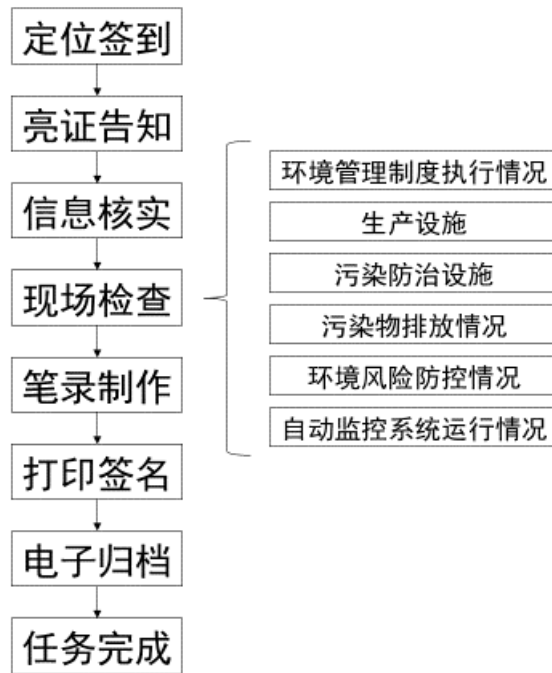 定位签到
亮证告知
信息核实
现场检查
笔录制作
打印签名
电子归档
任务完成
环境管理制度执行情况
生产设施
污染防治设施
污染物排放情况
环境风险防控情况
自动监控系统运行情况